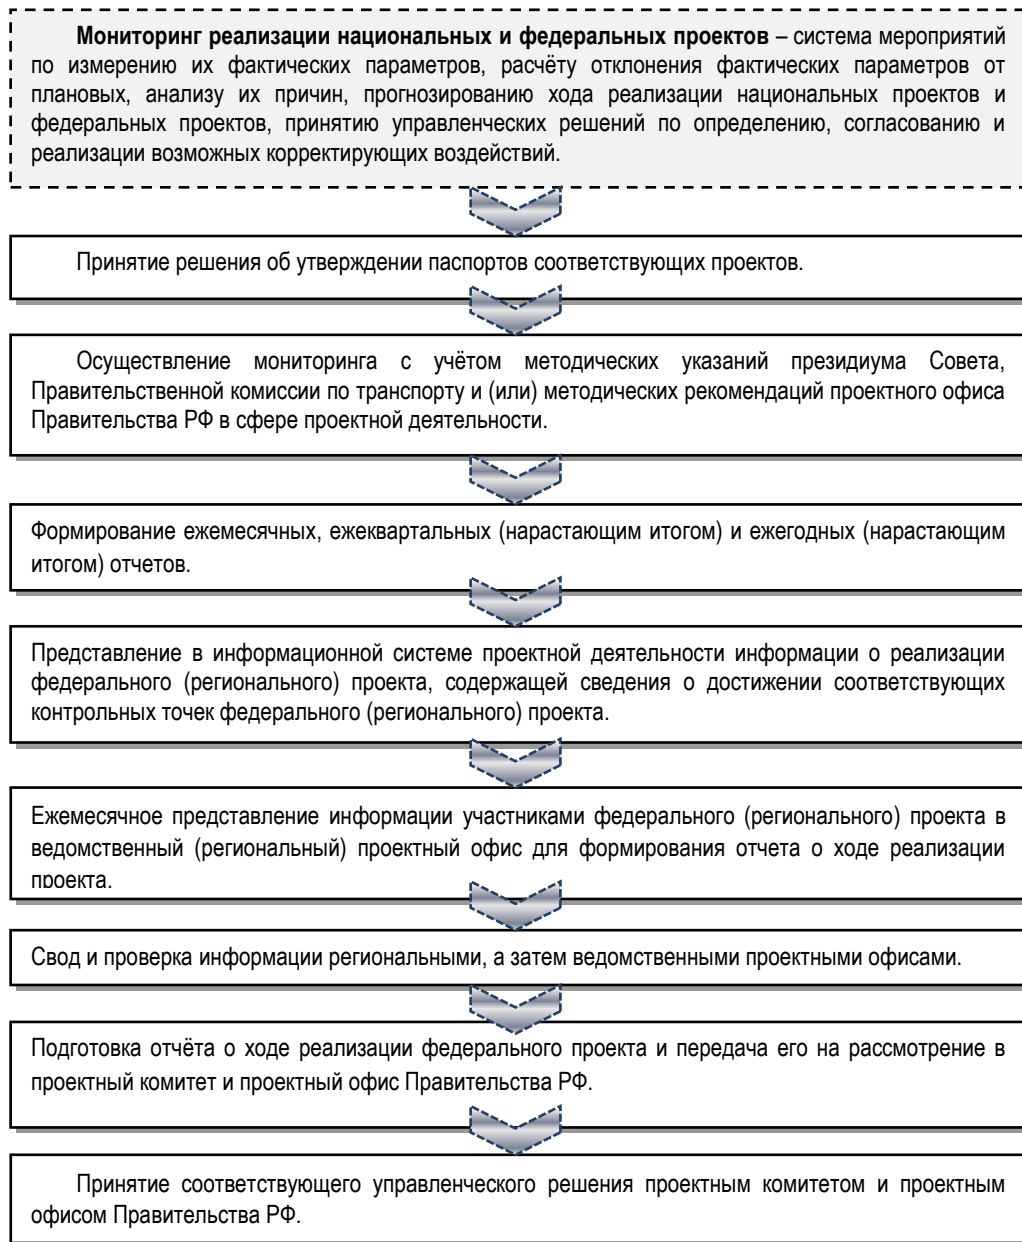 Мониторинг реализации национальных и федеральных проектов – система мероприятий
по измерению их фактических параметров, расчёту отклонения фактических параметров от
плановых, анализу их причин, прогнозированию хода реализации национальных проектов и
федеральных проектов, принятию управленческих решений по определению, согласованию и
реализации возможных корректирующих воздействий.
Принятие решения об утверждении паспортов соответствующих проектов.
Осуществление мониторинга с учётом методических указаний президиума Совета,
Правительственной комиссии по транспорту и (или) методических рекомендаций проектного офиса
Правительства РФ в сфере проектной деятельности.
Формирование ежемесячных, ежеквартальных (нарастающим итогом) и ежегодных (нарастающим
итогом) отчетов.
Представление в информационной системе проектной деятельности информации о реализации
федерального (регионального) проекта, содержащей сведения о достижении соответствующих
контрольных точек федерального (регионального) проекта.
Ежемесячное представление информации участниками федерального (регионального) проекта в
ведомственный (региональный) проектный офис для формирования отчета о ходе реализации
проекта.
Свод и проверка информации региональными, а затем ведомственными проектными офисами.
Подготовка отчёта о ходе реализации федерального проекта и передача его на рассмотрение в
проектный комитет и проектный офис Правительства РФ.
Принятие соответствующего управленческого решения проектным комитетом и проектным
офисом Правительства РФ.